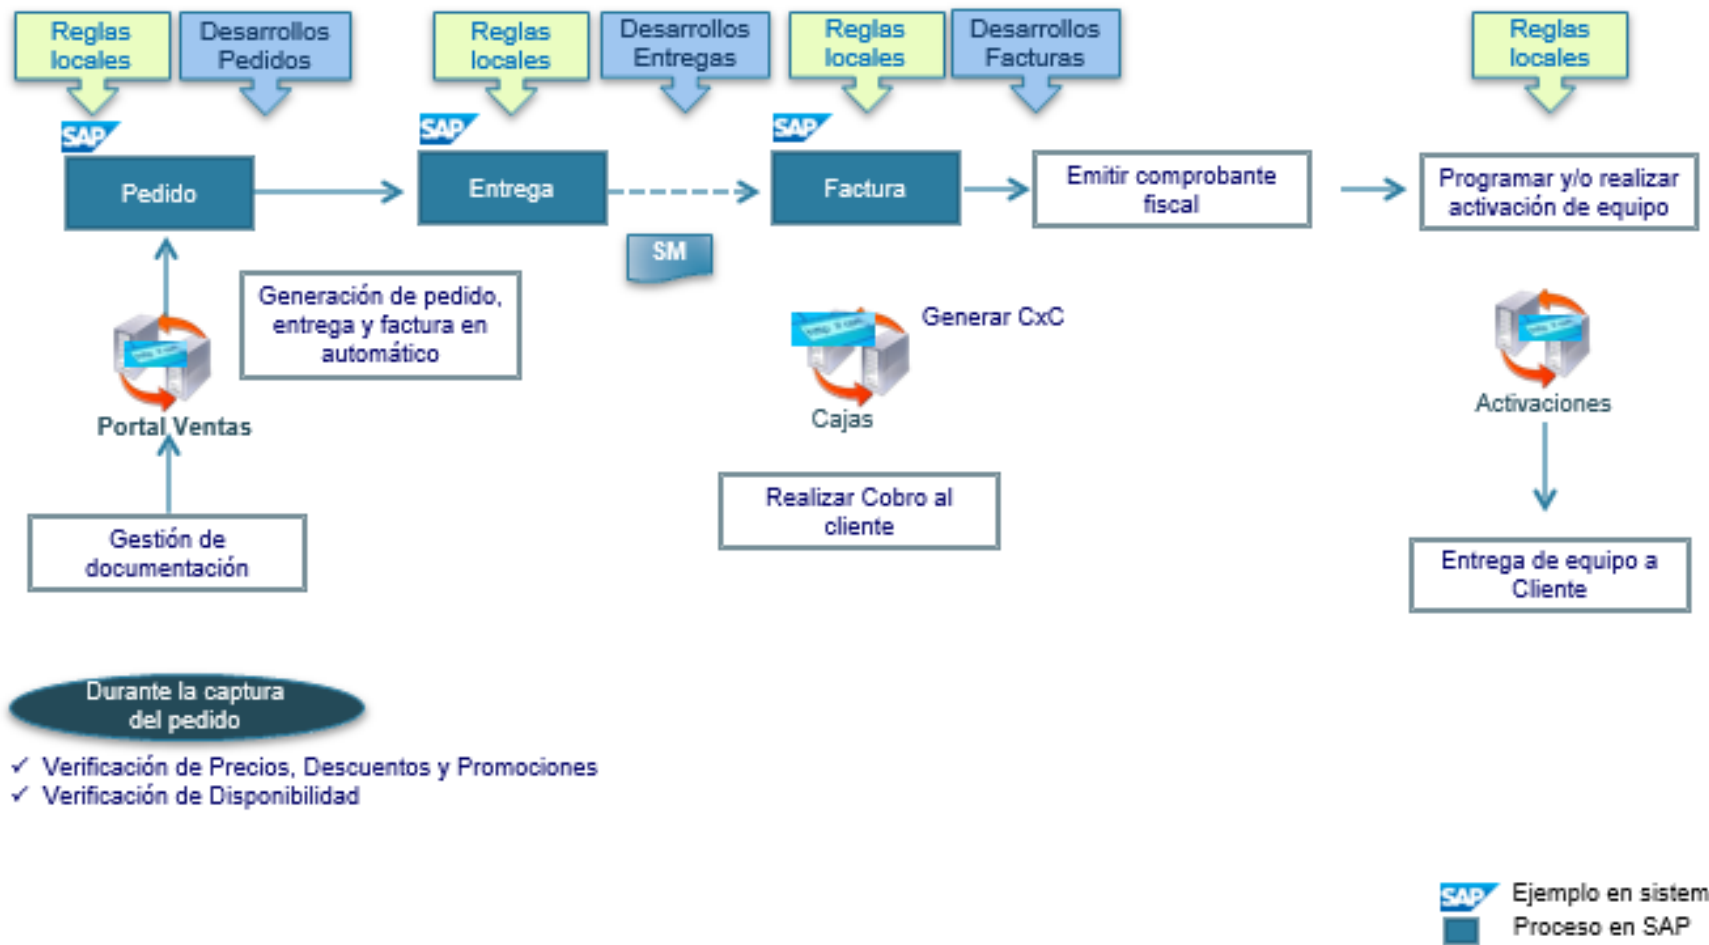 Reglas
locales
Desarrollos
Pedidos
Reglas
locales
Desarrollos
Entregas
Reglas
locales
Desarrollos
Facturas
Reglas
locales
SAP
Pedido
SAP
Entrega
SAP
Factura
Emitir comprobante
fiscal
Programar y/o realizar
activación de equipo
SM
Generación de pedido,
entrega y factura en
automático
Portal Ventas
Generar CxC
Cajas
Activaciones
Realizar Cobro al
cliente
Gestión de
documentación
Entrega de equipo a
Cliente
Durante la captura
del pedido
✓ Verificación de Precios, Descuentos y Promociones
✓ Verificación de Disponibilidad
SAP Ejemplo en sistem
Proceso en SAP